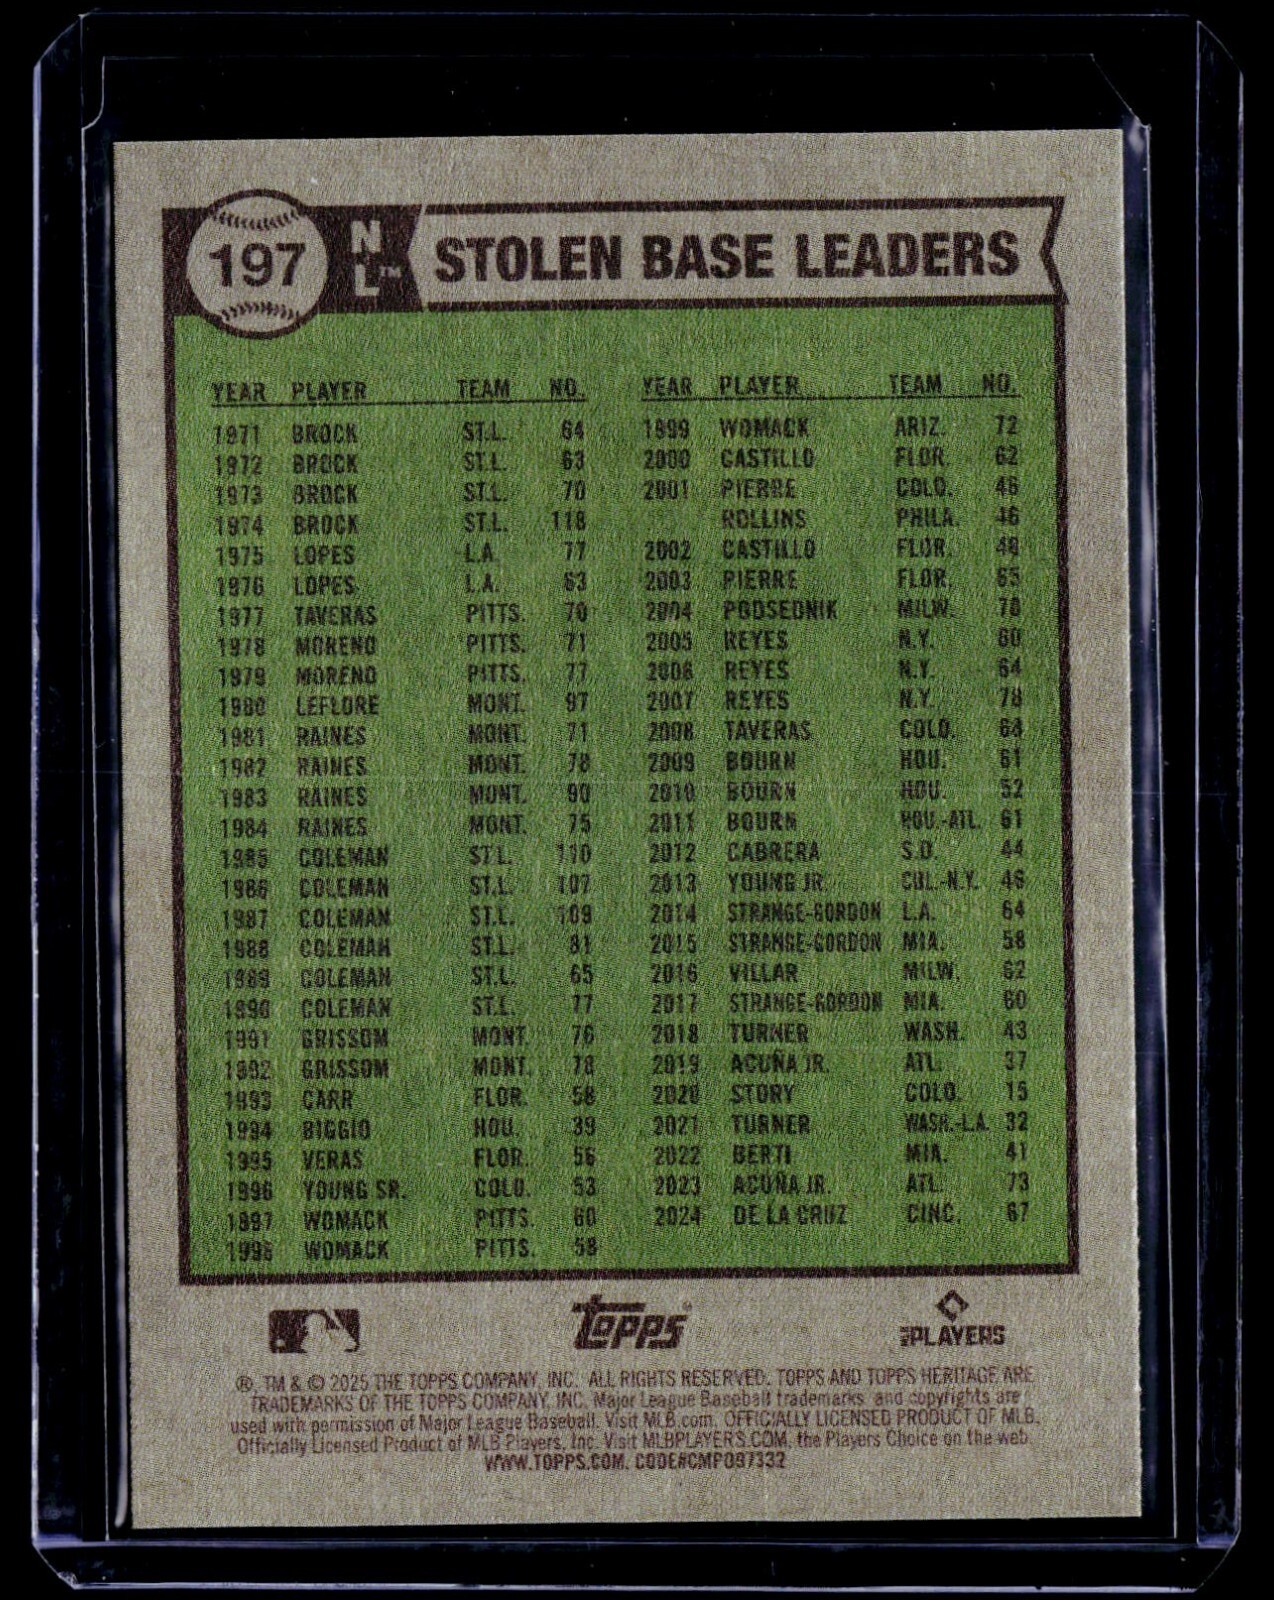 197 NL™ STOLEN BASE LEADERS
YEAR PLAYER TEAM NO.
1971 BROCK ST.L. 64
1972 BROCK ST.L. 63
1973 BROCK ST.L. 70
1974 BROCK ST.L. 118
1975 LOPES L.A. 77
1976 LOPES L.A. 63
1977 TAVERAS PITTS. 70
1978 MORENO PITTS. 71
1979 MORENO PITTS. 77
1980 LEFLORE MONT. 97
1981 RAINES MONT. 71
1982 RAINES MONT. 78
1983 RAINES MONT. 90
1984 RAINES MONT. 75
1985 COLEMAN ST.L. 110
1986 COLEMAN ST.L. 107
1987 COLEMAN ST.L. 109
1988 COLEMAN ST.L. 81
1989 COLEMAN ST.L. 65
1990 COLEMAN ST.L. 77
1991 GRISSOM MONT. 76
1992 GRISSOM MONT. 78
1993 CARR FLOR. 58
1994 BIGGIO HOU. 39
1995 VERAS FLOR. 56
1996 YOUNG SR. COLO. 53
1997 WOMACK PITTS. 60
1998 WOMACK PITTS. 58
YEAR PLAYER TEAM NO.
1999 WOMACK ARIZ. 72
2000 CASTILLO FLOR. 62
2001 PIERRE COLO. 46
ROLLINS PHILA. 46
2002 CASTILLO FLOR. 48
2003 PIERRE FLOR. 65
2004 PODSEDNIK MILW. 70
2005 REYES N.Y. 60
2006 REYES N.Y. 64
2007 REYES N.Y. 78
2008 TAVERAS COLO. 68
2009 BOURN HOU. 61
2010 BOURN HOU. 52
2011 BOURN HOU.-ATL. 61
2012 CABRERA S.D. 44
2013 YOUNG JR. COL.-N.Y. 46
2014 STRANGE-GORDON L.A. 64
2015 STRANGE-GORDON MIA. 58
2016 VILLAR MILW. 62
2017 STRANGE-GORDON MIA. 60
2018 TURNER WASH. 43
2019 ACUÑA JR. ATL. 37
2020 STORY COLO. 15
2021 TURNER WASH.-L.A. 32
2022 BERTI MIA. 41
2023 ACUÑA JR. ATL. 73
2024 DE LA CRUZ CINC. 67
Topps® MLB PLAYERS
®, TM & © 2025 THE TOPPS COMPANY, INC. ALL RIGHTS RESERVED. TOPPS AND TOPPS HERITAGE ARE
TRADEMARKS OF THE TOPPS COMPANY, INC. Major League Baseball trademarks and copyrights are
used with permission of Major League Baseball. Visit MLB.com. OFFICIALLY LICENSED PRODUCT OF MLB.
Officially Licensed Product of MLB Players, Inc. Visit MLBPLAYERS.COM, the Players Choice on the web.
WWW.TOPPS.COM. CODE#CMP097332